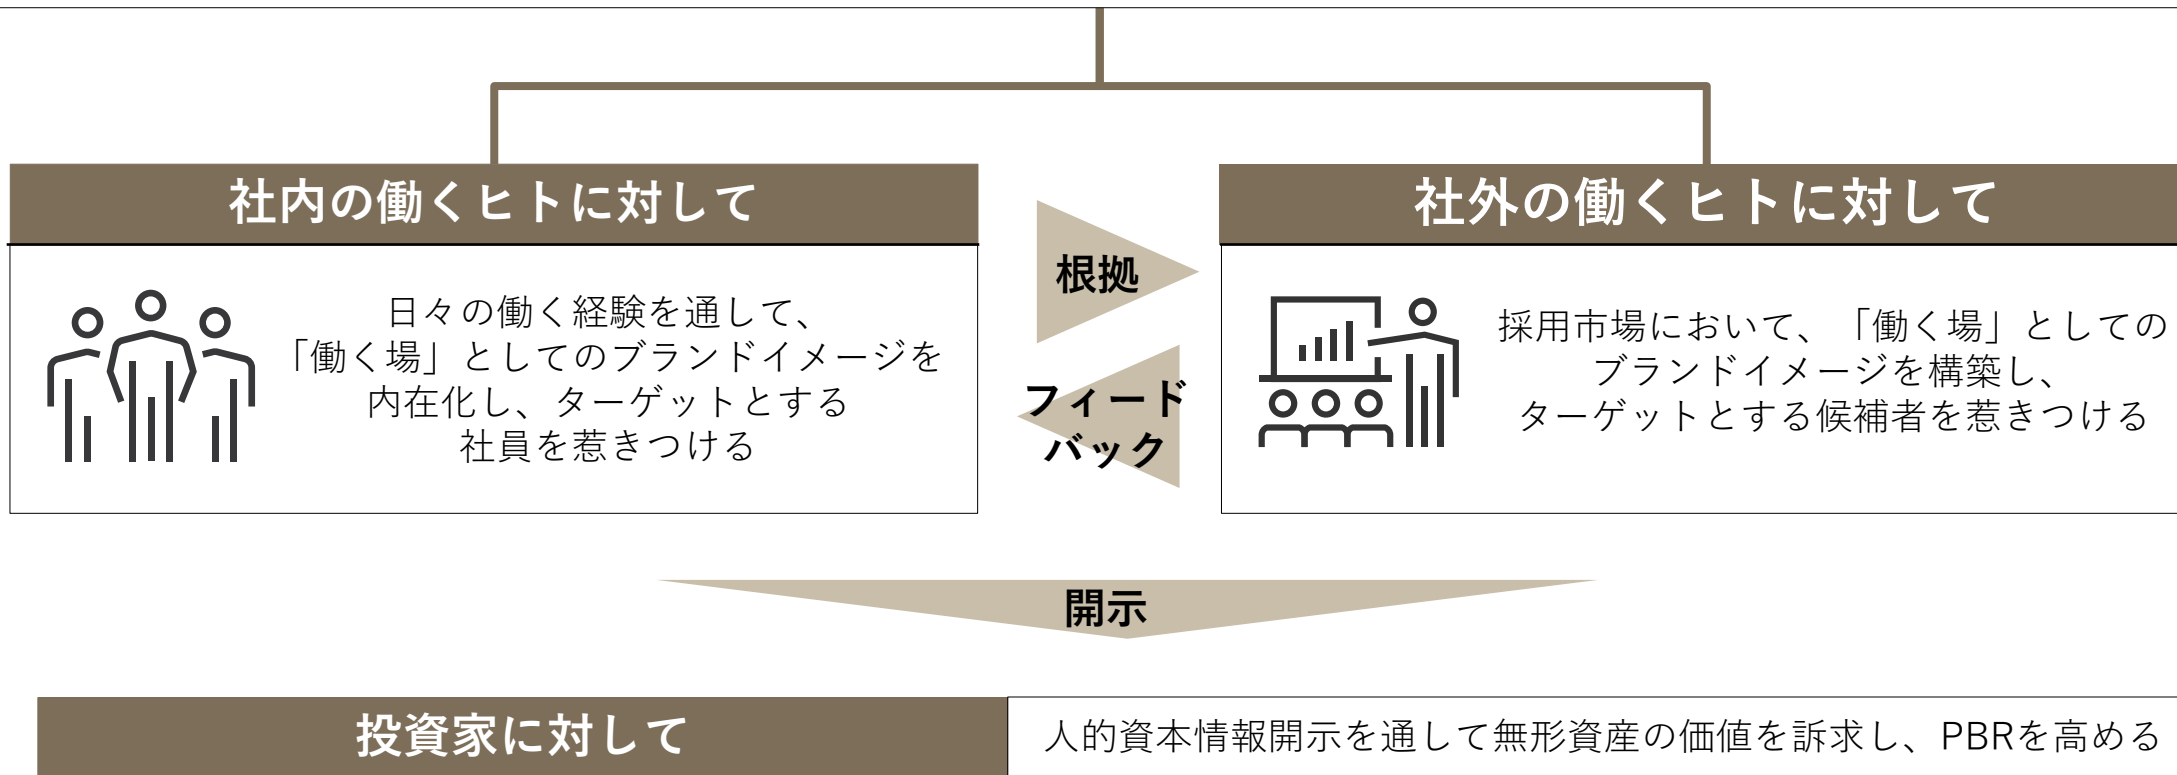 社内の働くヒトに対して
日々の働く経験を通して、
「働く場」としてのブランドイメージを
内在化し、ターゲットとする
社員を惹きつける
根拠
フィード
バック
社外の働くヒトに対して
採用市場において、「働く場」としての
ブランドイメージを構築し、
ターゲットとする候補者を惹きつける
開示
投資家に対して
人的資本情報開示を通して無形資産の価値を訴求し、PBRを高める